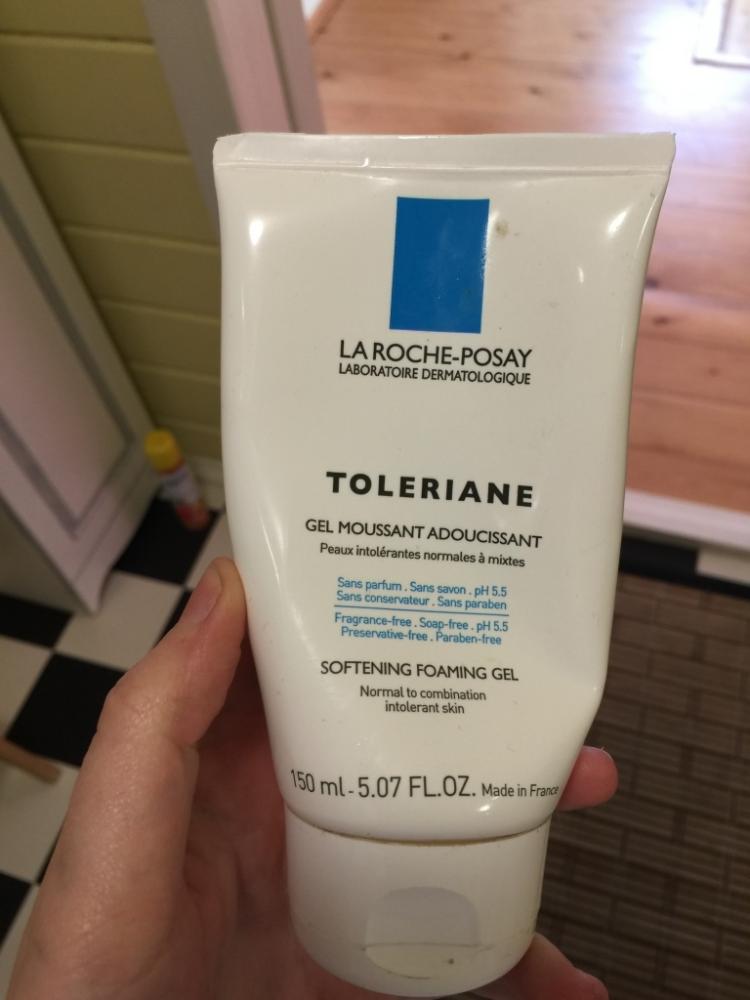 LA ROCHE-POSAY
LABORATOIRE DERMATOLOGIQUE
TOLERIANE
GEL MOUSSANT ADOUCISSANT
Peaux intolérantes normales à mixtes
Sans parfum . Sans savon . pH 5.5
Sans conservateur . Sans paraben
Fragrance-free . Soap-free . pH 5.5
Preservative-free . Paraben-free
SOFTENING FOAMING GEL
Normal to combination
intolerant skin
150 ml - 5.07 FL.OZ. Made in France